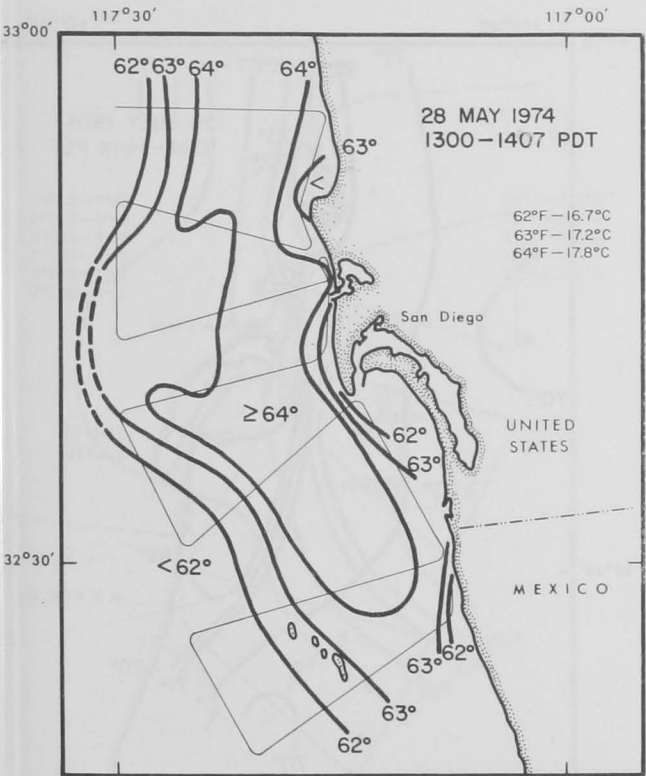 117°30'
117°00'
33°00'
62° 63° 64°
64°
28 MAY 1974
1300-1407 PDT
63°
<
62°F-16.7°C
63°F-17.2°C
64°F-17.8°C
San Diego
≥64°
62°
UNITED
STATES
63°
32°30'
<62°
MEXICO
63°
62°
63°
62°